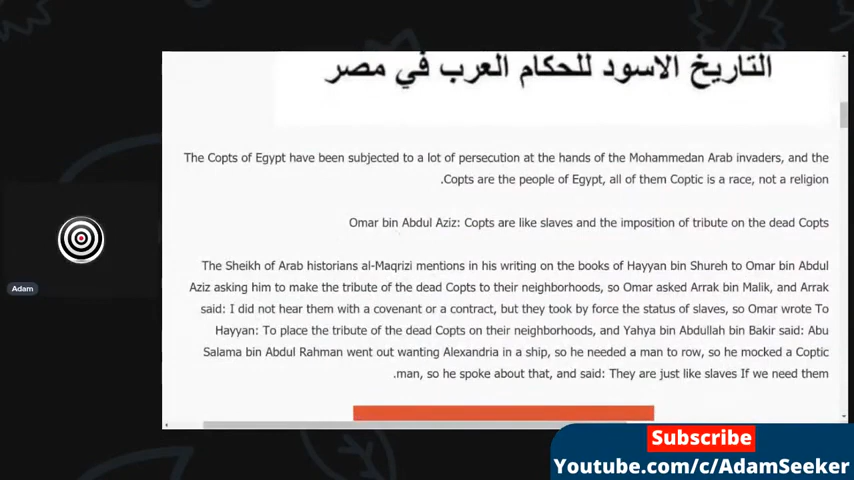 التاريخ الاسود للحكام العرب في مصر
The Copts of Egypt have been subjected to a lot of persecution at the hands of the Mohammedan Arab invaders, and the
.Copts are the people of Egypt, all of them Coptic is a race, not a religion
Omar bin Abdul Aziz: Copts are like slaves and the imposition of tribute on the dead Copts
The Sheikh of Arab historians al-Maqrizi mentions in his writing on the books of Hayyan bin Shureh to Omar bin Abdul
Aziz asking him to make the tribute of the dead Copts to their neighborhoods, so Omar asked Arrak bin Malik, and Arrak
said: I did not hear them with a covenant or a contract, but they took by force the status of slaves, so Omar wrote To
Hayyan: To place the tribute of the dead Copts on their neighborhoods, and Yahya bin Abdullah bin Bakir said: Abu
Salama bin Abdul Rahman went out wanting Alexandria in a ship, so he needed a man to row, so he mocked a Coptic
.man, so he spoke about that, and said: They are just like slaves If we need them
Adam
Subscribe
Youtube.com/c/AdamSeeker